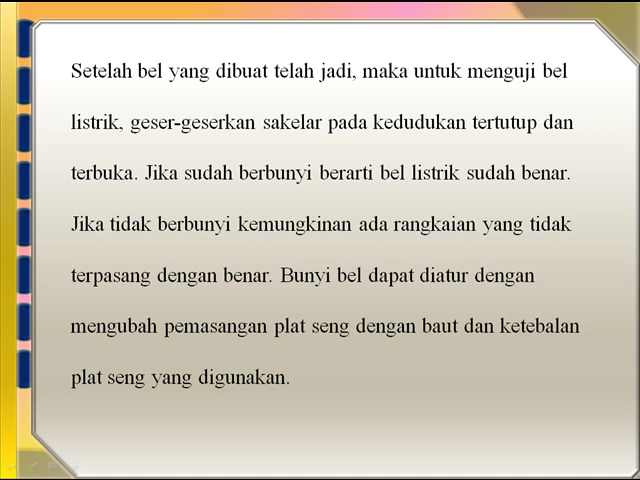 Setelah bel yang dibuat telah jadi, maka untuk menguji bel
listrik, geser-geserkan sakelar pada kedudukan tertutup dan
terbuka. Jika sudah berbunyi berarti bel listrik sudah benar.
Jika tidak berbunyi kemungkinan ada rangkaian yang tidak
terpasang dengan benar. Bunyi bel dapat diatur dengan
mengubah pemasangan plat seng dengan baut dan ketebalan
plat seng yang digunakan.